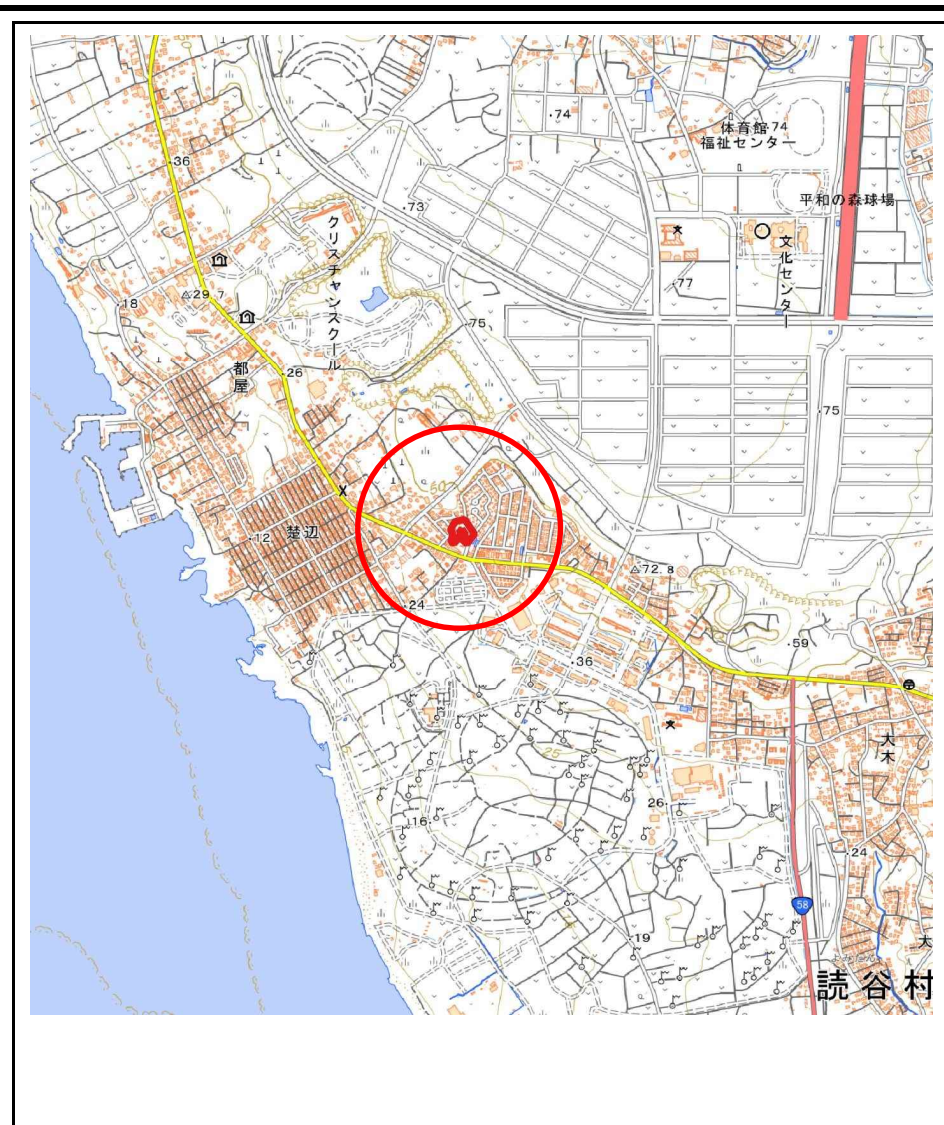 体育館・74
福祉センター
・74
・36
平和の森球場
・73
文化センター
クリスチャンスクール
・77
△29.7
・18
・75
都屋
・26
・75
50
楚辺
・12
△72.8
・24
・59
・36
大木
25
26・
・16
・24
58
・19
大
読谷村